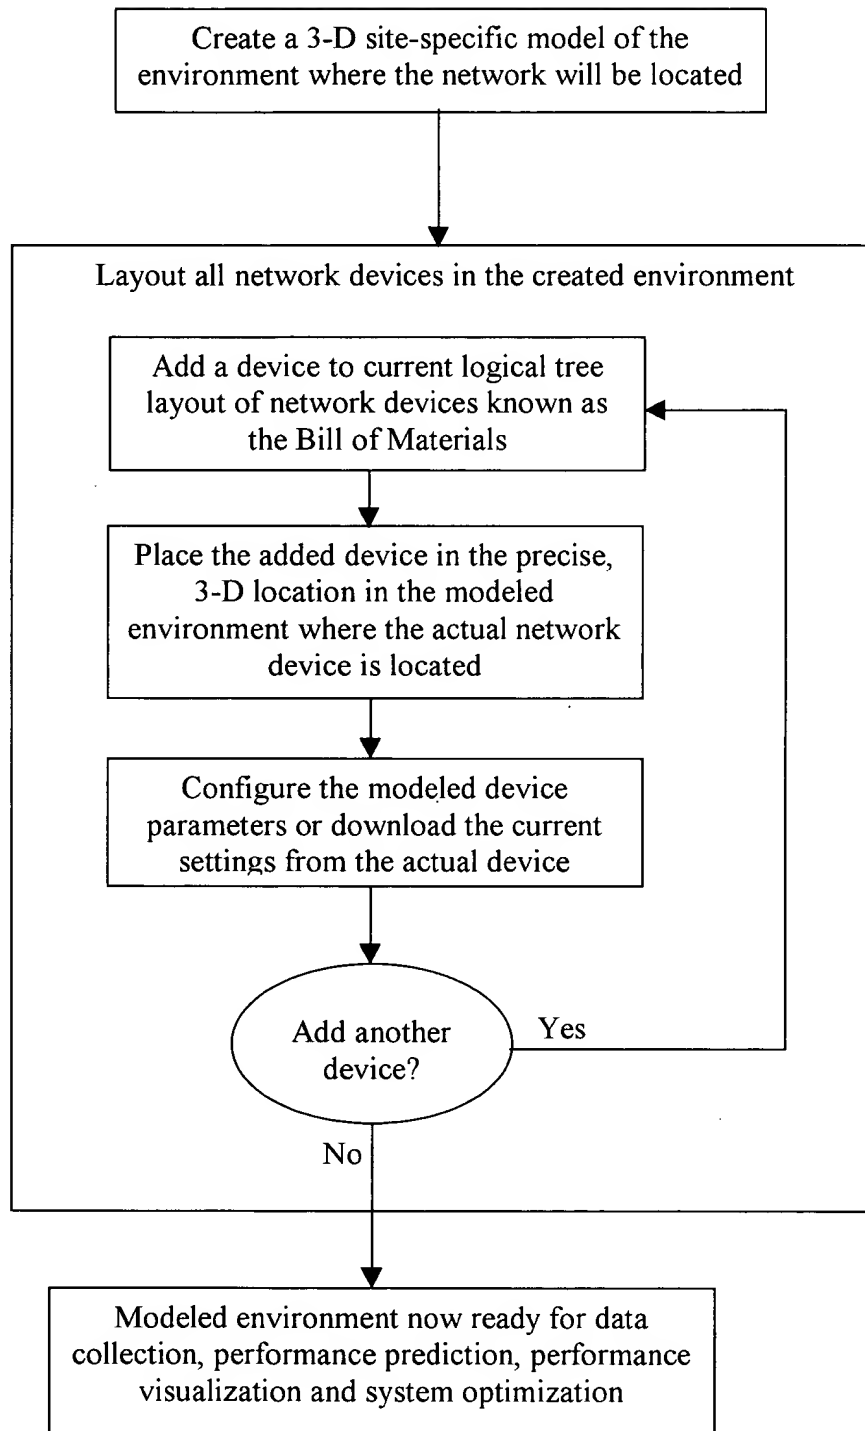 Create a 3-D site-specific model of the
environment where the network will be located
Layout all network devices in the created environment
Add a device to current logical tree
layout of network devices known as
the Bill of Materials
Place the added device in the precise,
3-D location in the modeled
environment where the actual network
device is located
Configure the modeled device
parameters or download the current
settings from the actual device
Add another
device?
Yes
No
Modeled environment now ready for data
collection, performance prediction, performance
visualization and system optimization